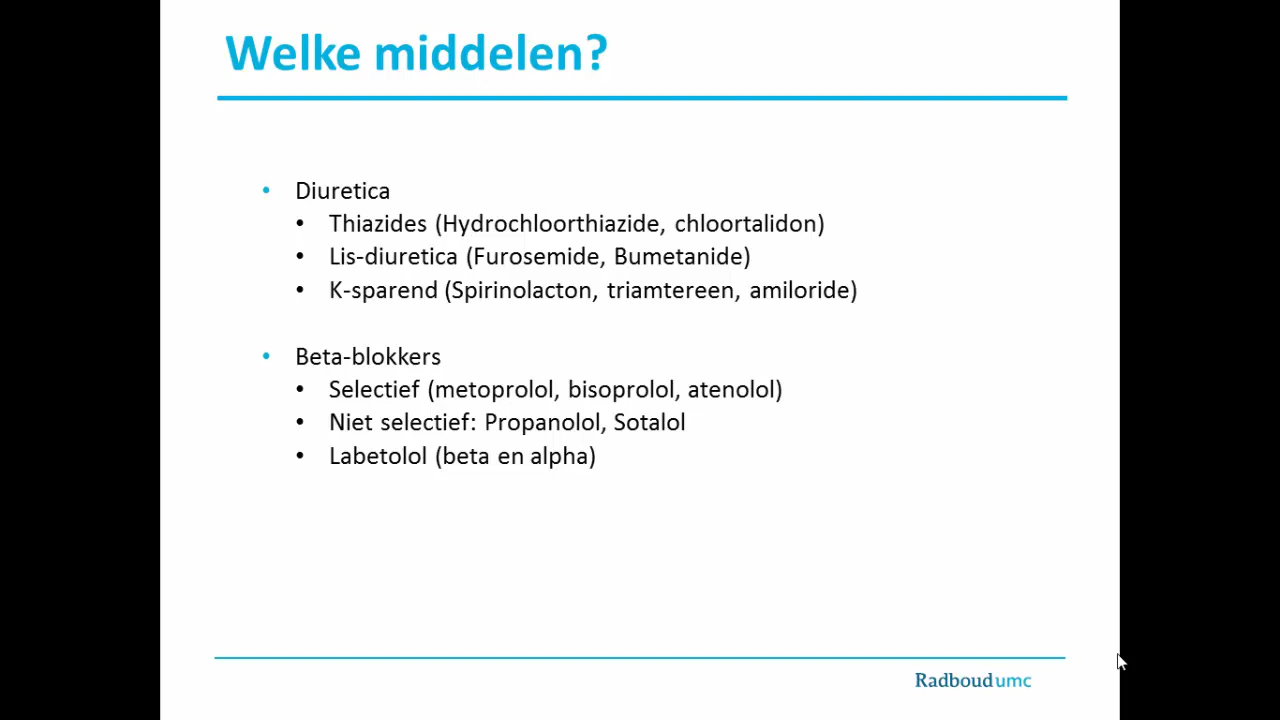 Welke middelen?
• Diuretica
• Thiazides (Hydrochloorthiazide, chloortalidon)
• Lis-diuretica (Furosemide, Bumetanide)
• K-sparend (Spirinolacton, triamtereen, amiloride)
• Beta-blokkers
• Selectief (metoprolol, bisoprolol, atenolol)
• Niet selectief: Propanolol, Sotalol
• Labetolol (beta en alpha)
Radboudumc